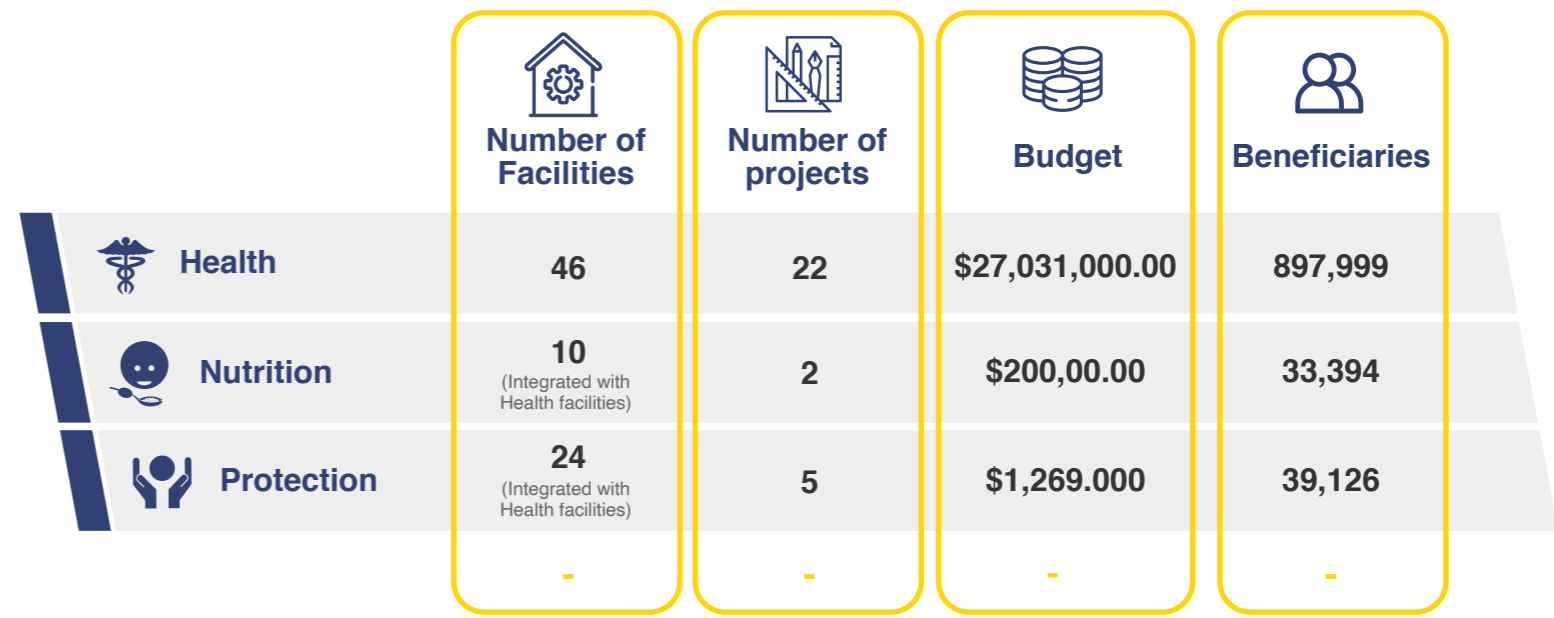 Number of
Facilities
Number of
projects
Budget
Beneficiaries
Health
46
22
$27,031,000.00
897,999
Nutrition
10
(Integrated with
Health facilities)
2
$200,00.00
33,394
Protection
24
(Integrated with
Health facilities)
5
$1,269.000
39,126
- - - -